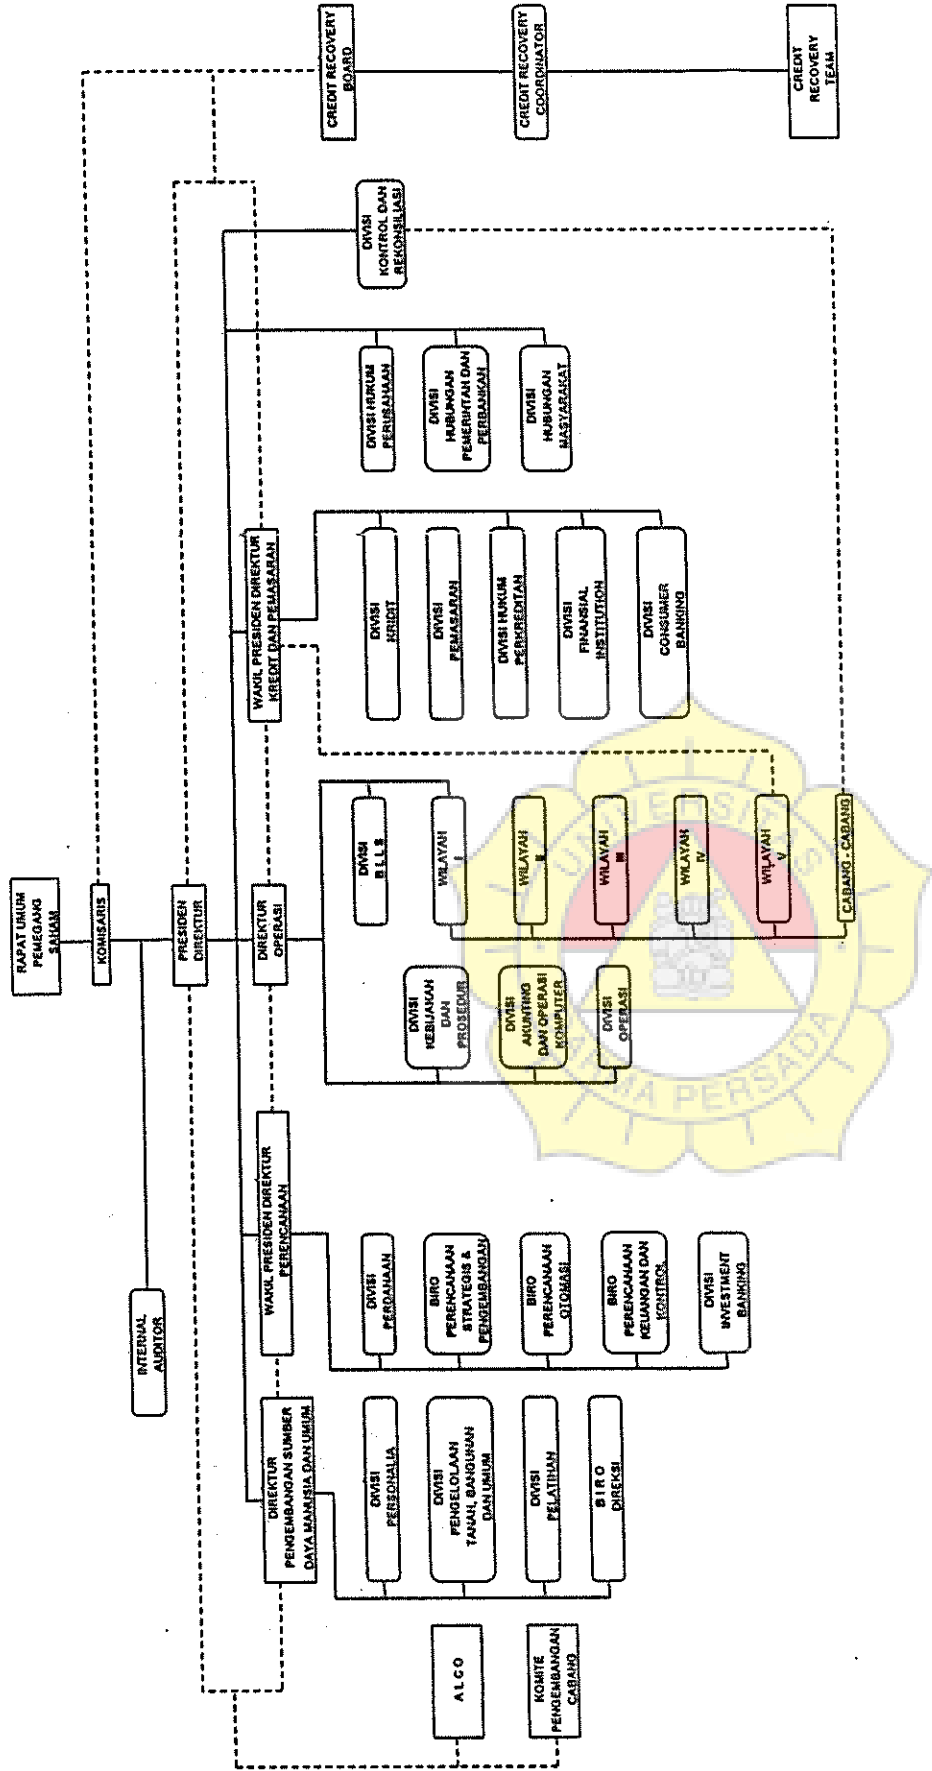 RAPAT UMUM
PEMEGANG
SAHAM
KOMISARIS
INTERNAL
AUDITOR
PRESIDEN
DIREKTUR
DIREKTUR
PENGEMBANGAN SUMBER
DAYA MANUSIA DAN UMUM
WAKIL PRESIDEN DIREKTUR
PERENCANAAN
DIREKTUR
OPERASI
WAKIL PRESIDEN DIREKTUR
KREDIT DAN PEMASARAN
CREDIT RECOVERY
BOARD
CREDIT RECOVERY
COORDINATOR
CREDIT
RECOVERY
TEAM
A L C O
KOMITE
PENGEMBANGAN
CABANG
DIVISI
PERSONALIA
DIVISI
PENGELOLAAN
TANAH, BANGUNAN
DAN UMUM
DIVISI
PELATIHAN
B I R O
DIREKSI
DIVISI
PERDANAAN
BIRO
PERENCANAAN
STRATEGIS &
PENGEMBANGAN
BIRO
PERENCANAAN
OTOMASI
BIRO
PERENCANAAN
KEUANGAN DAN
KONTROL
DIVISI
INVESTMENT
BANKING
DIVISI
KEBIJAKAN
DAN
PROSEDUR
DIVISI
AKUNTING
DAN OPERASI
KOMPUTER
DIVISI
OPERASI
DIVISI
B I L L S
WILAYAH
I
WILAYAH
II
WILAYAH
III
WILAYAH
IV
WILAYAH
V
CABANG - CABANG
DIVISI
KRIDIT
DIVISI
PEMASARAN
DIVISI HUKUM
PERKREDITAN
DIVISI
FINANSIAL
INSTITUTION
DIVISI
CONSUMER
BANKING
DIVISI HUKUM
PERUSAHAAN
DIVISI
HUBUNGAN
PEMERINTAH DAN
PERBANKAN
DIVISI
HUBUNGAN
MASYARAKAT
DIVISI
KONTROL DAN
REKONSILIASI
UNIVERSITAS
DARMA PERSADA